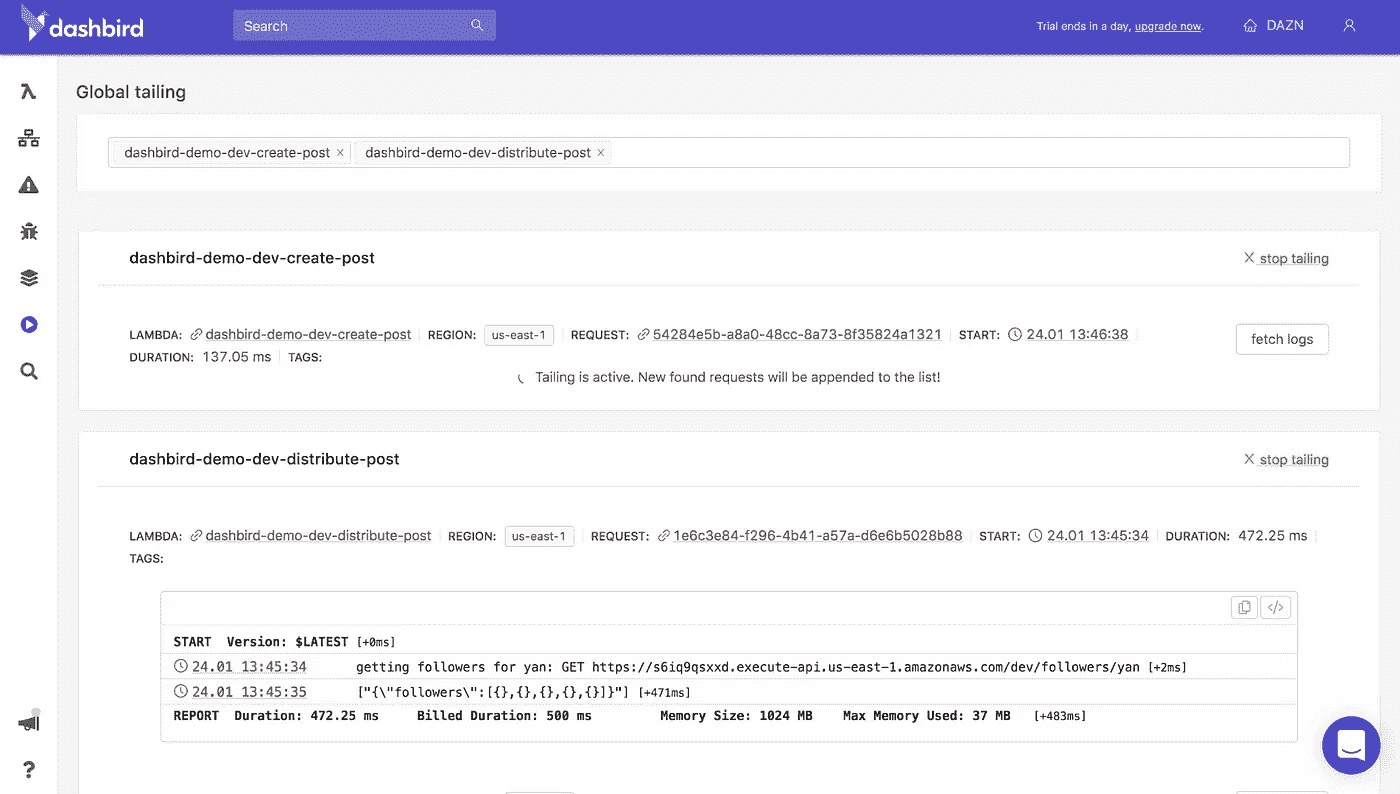 dashbird
Search
Trial ends in a day, upgrade now.
DAZN
Global tailing
dashbird-demo-dev-create-post × dashbird-demo-dev-distribute-post ×
dashbird-demo-dev-create-post
X stop tailing
LAMBDA: dashbird-demo-dev-create-post REGION: us-east-1 REQUEST: 54284e5b-a8a0-48cc-8a73-8f35824a1321 START: 24.01 13:46:38
fetch logs
DURATION: 137.05 ms TAGS:
Tailing is active. New found requests will be appended to the list!
dashbird-demo-dev-distribute-post
X stop tailing
LAMBDA: dashbird-demo-dev-distribute-post REGION: us-east-1 REQUEST: 1e6c3e84-f296-4b41-a57a-d6e6b5028b88 START: 24.01 13:45:34 DURATION: 472.25 ms
TAGS:
</>
START Version: $LATEST [+0ms]
24.01 13:45:34 getting followers for yan: GET https://s6iq9qsxxd.execute-api.us-east-1.amazonaws.com/dev/followers/yan [+2ms]
24.01 13:45:35 ["{\"followers\":[{},{},{},{},{}]}"] [+471ms]
REPORT Duration: 472.25 ms Billed Duration: 500 ms Memory Size: 1024 MB Max Memory Used: 37 MB [+483ms]
?